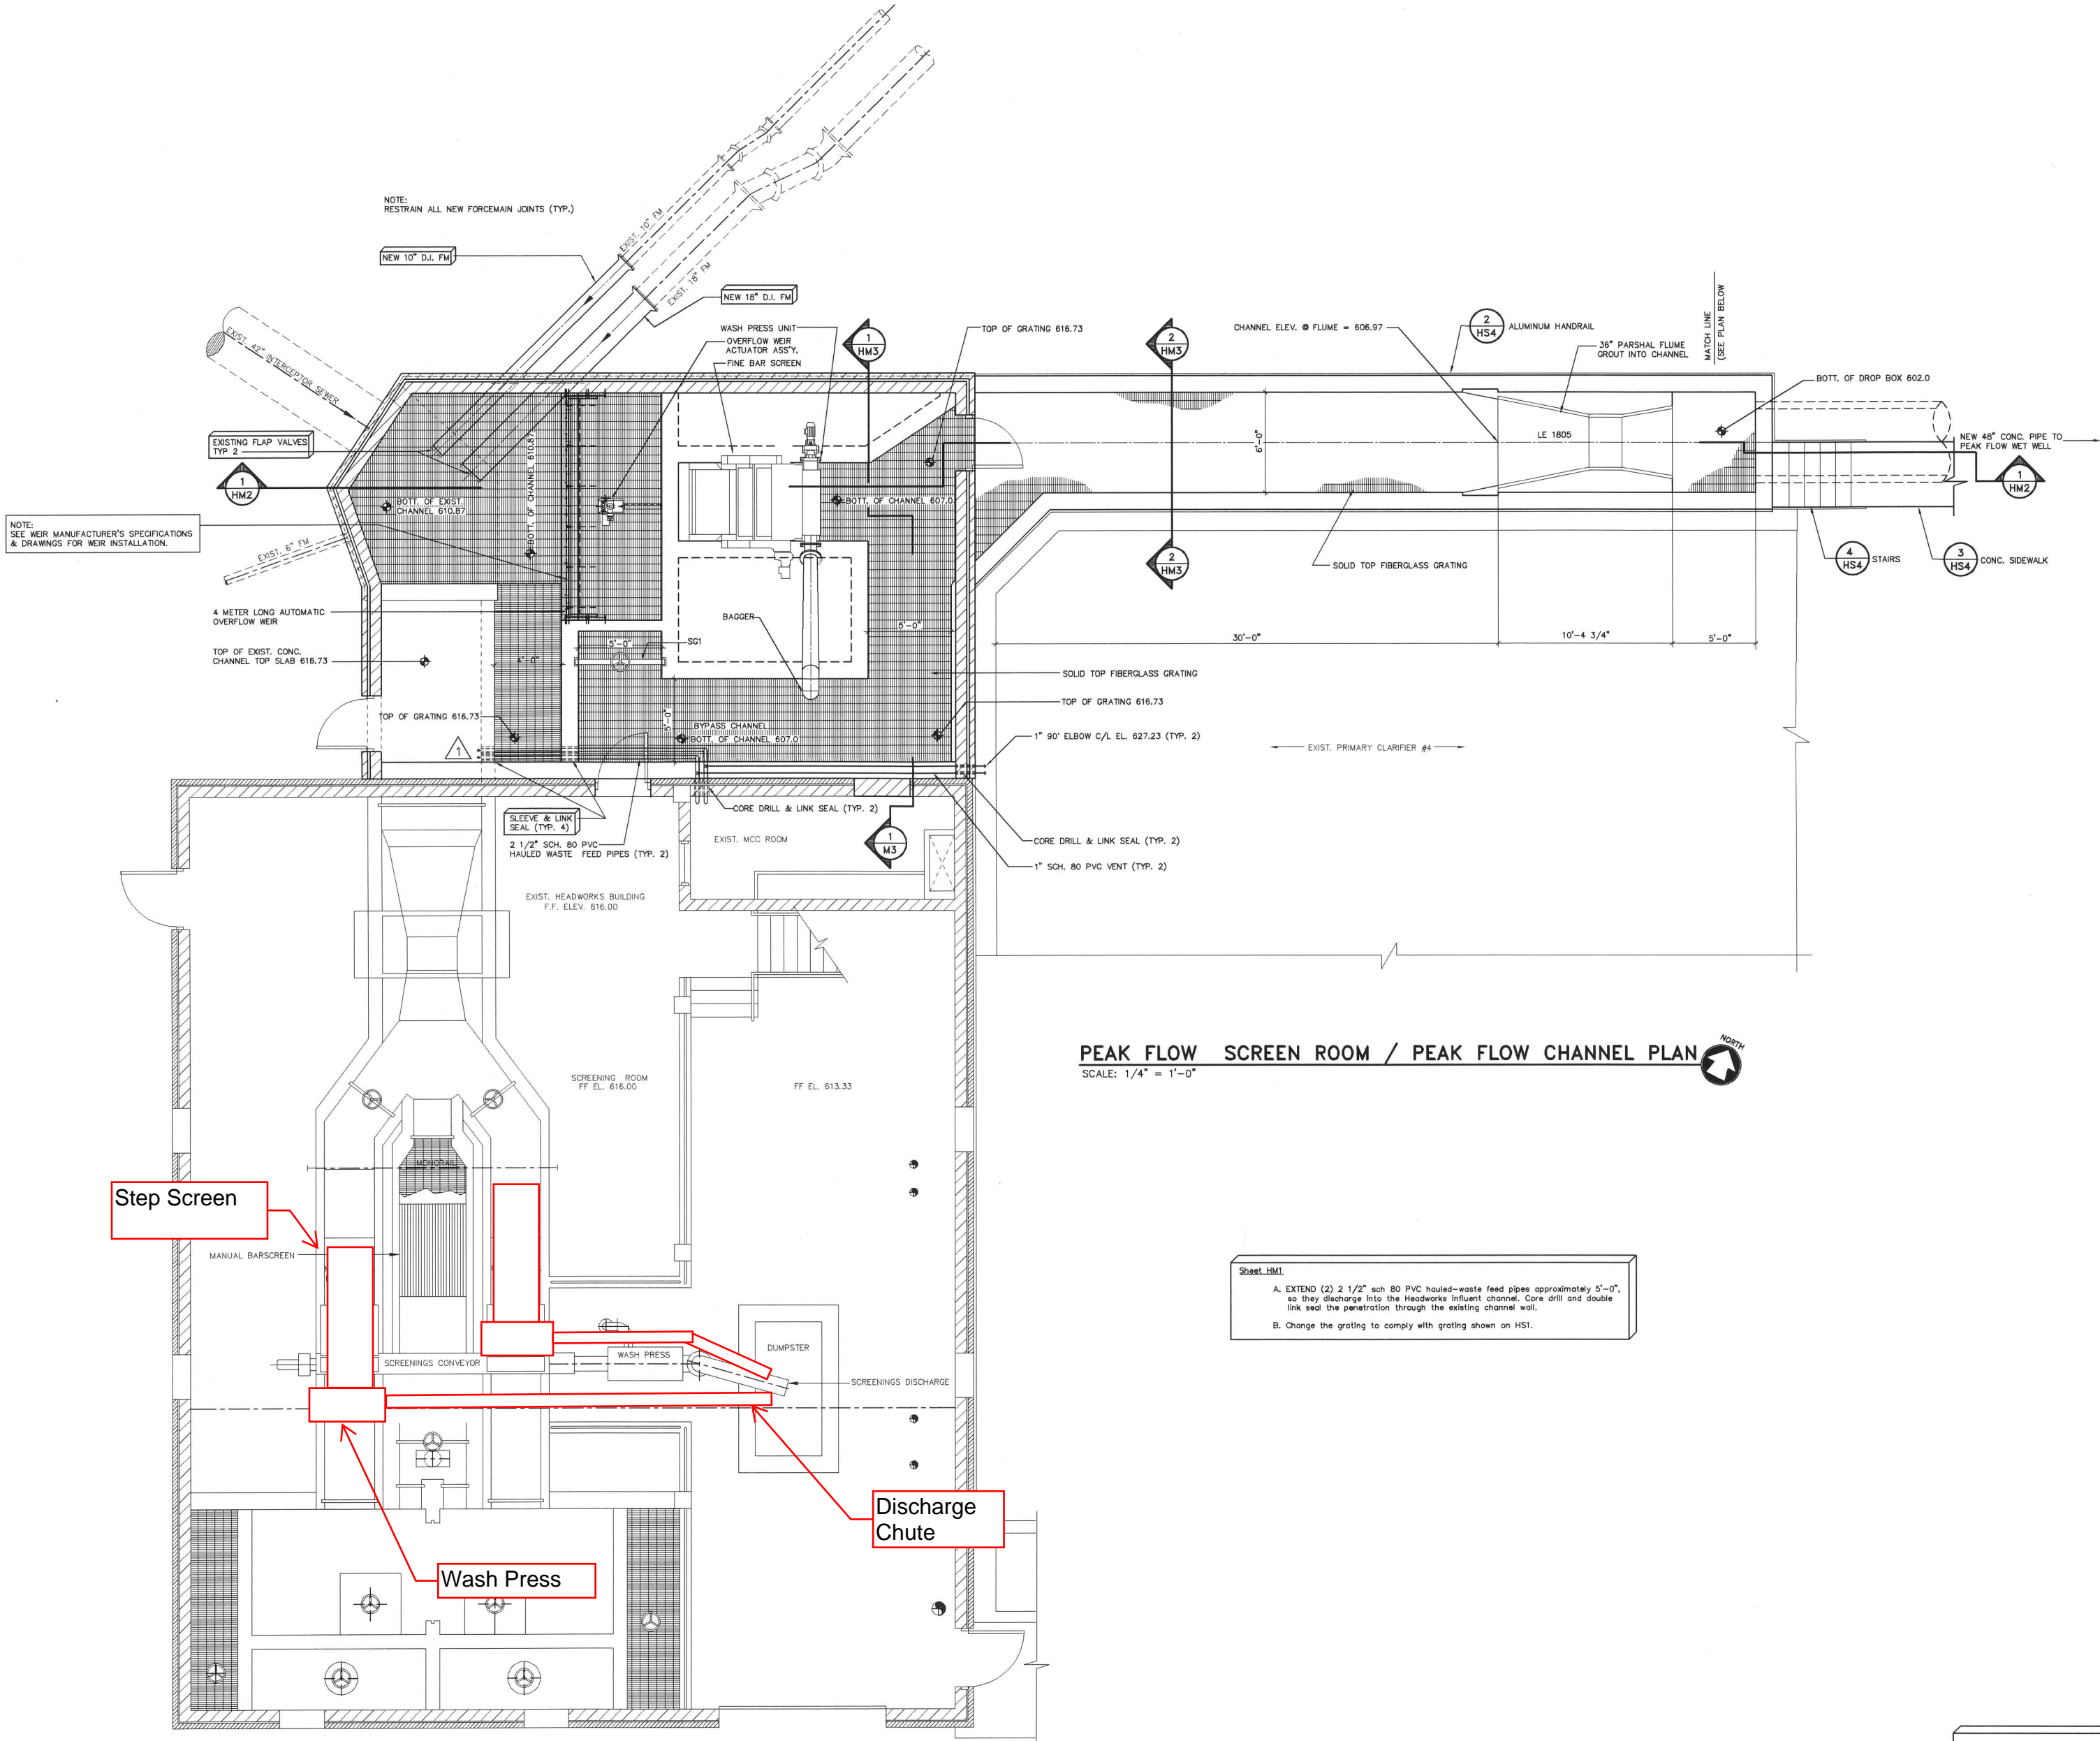 NOTE:
RESTRAIN ALL NEW FORCEMAIN JOINTS (TYP.)
NEW 10" D.I. FM
EXIST. 10" FM
EXIST. 18" FM
NEW 18" D.I. FM
EXIST. 42" INTERCEPTOR SEWER
WASH PRESS UNIT
OVERFLOW WEIR
ACTUATOR ASS'Y.
FINE BAR SCREEN
1
HM3
TOP OF GRATING 616.73
2
HM3
CHANNEL ELEV. @ FLUME = 606.97
2
HS4
ALUMINUM HANDRAIL
36" PARSHAL FLUME
GROUT INTO CHANNEL
MATCH LINE
(SEE PLAN BELOW
BOTT. OF DROP BOX 602.0
EXISTING FLAP VALVES
TYP 2
1
HM2
BOTT. OF EXIST.
CHANNEL 610.87
BOTT. OF CHANNEL 610.87
BOTT. OF CHANNEL 607.0
6'-0"
LE 1805
NEW 48" CONC. PIPE TO
PEAK FLOW WET WELL
1
HM2
NOTE:
SEE WEIR MANUFACTURER'S SPECIFICATIONS
& DRAWINGS FOR WEIR INSTALLATION.
EXIST. 6" FM
2
HM3
SOLID TOP FIBERGLASS GRATING
4
HS4
STAIRS
3
HS4
CONC. SIDEWALK
4 METER LONG AUTOMATIC
OVERFLOW WEIR
BAGGER
5'-0"
30'-0"
10'-4 3/4"
5'-0"
TOP OF EXIST. CONC.
CHANNEL TOP SLAB 616.73
5'-0"
SG1
4'-0"
SOLID TOP FIBERGLASS GRATING
TOP OF GRATING 616.73
TOP OF GRATING 616.73
5'-0"
BYPASS CHANNEL
BOTT. OF CHANNEL 607.0
1
1" 90' ELBOW C/L EL. 627.23 (TYP. 2)
EXIST. PRIMARY CLARIFIER #4
SLEEVE & LINK
SEAL (TYP. 4)
CORE DRILL & LINK SEAL (TYP. 2)
2 1/2" SCH. 80 PVC
HAULED WASTE FEED PIPES (TYP. 2)
EXIST. MCC ROOM
1
M3
CORE DRILL & LINK SEAL (TYP. 2)
1" SCH. 80 PVC VENT (TYP. 2)
EXIST. HEADWORKS BUILDING
F.F. ELEV. 616.00
PEAK FLOW SCREEN ROOM / PEAK FLOW CHANNEL PLAN
NORTH
SCALE: 1/4" = 1'-0"
SCREENING ROOM
FF EL. 616.00
FF EL. 613.33
MONORAIL
Step Screen
MANUAL BARSCREEN
Sheet HM1
A. EXTEND (2) 2 1/2" sch 80 PVC hauled-waste feed pipes approximately 5'-0",
so they discharge into the Headworks influent channel. Core drill and double
link seal the penetration through the existing channel wall.
B. Change the grating to comply with grating shown on HS1.
SCREENINGS CONVEYOR
WASH PRESS
DUMPSTER
SCREENINGS DISCHARGE
Discharge
Chute
Wash Press